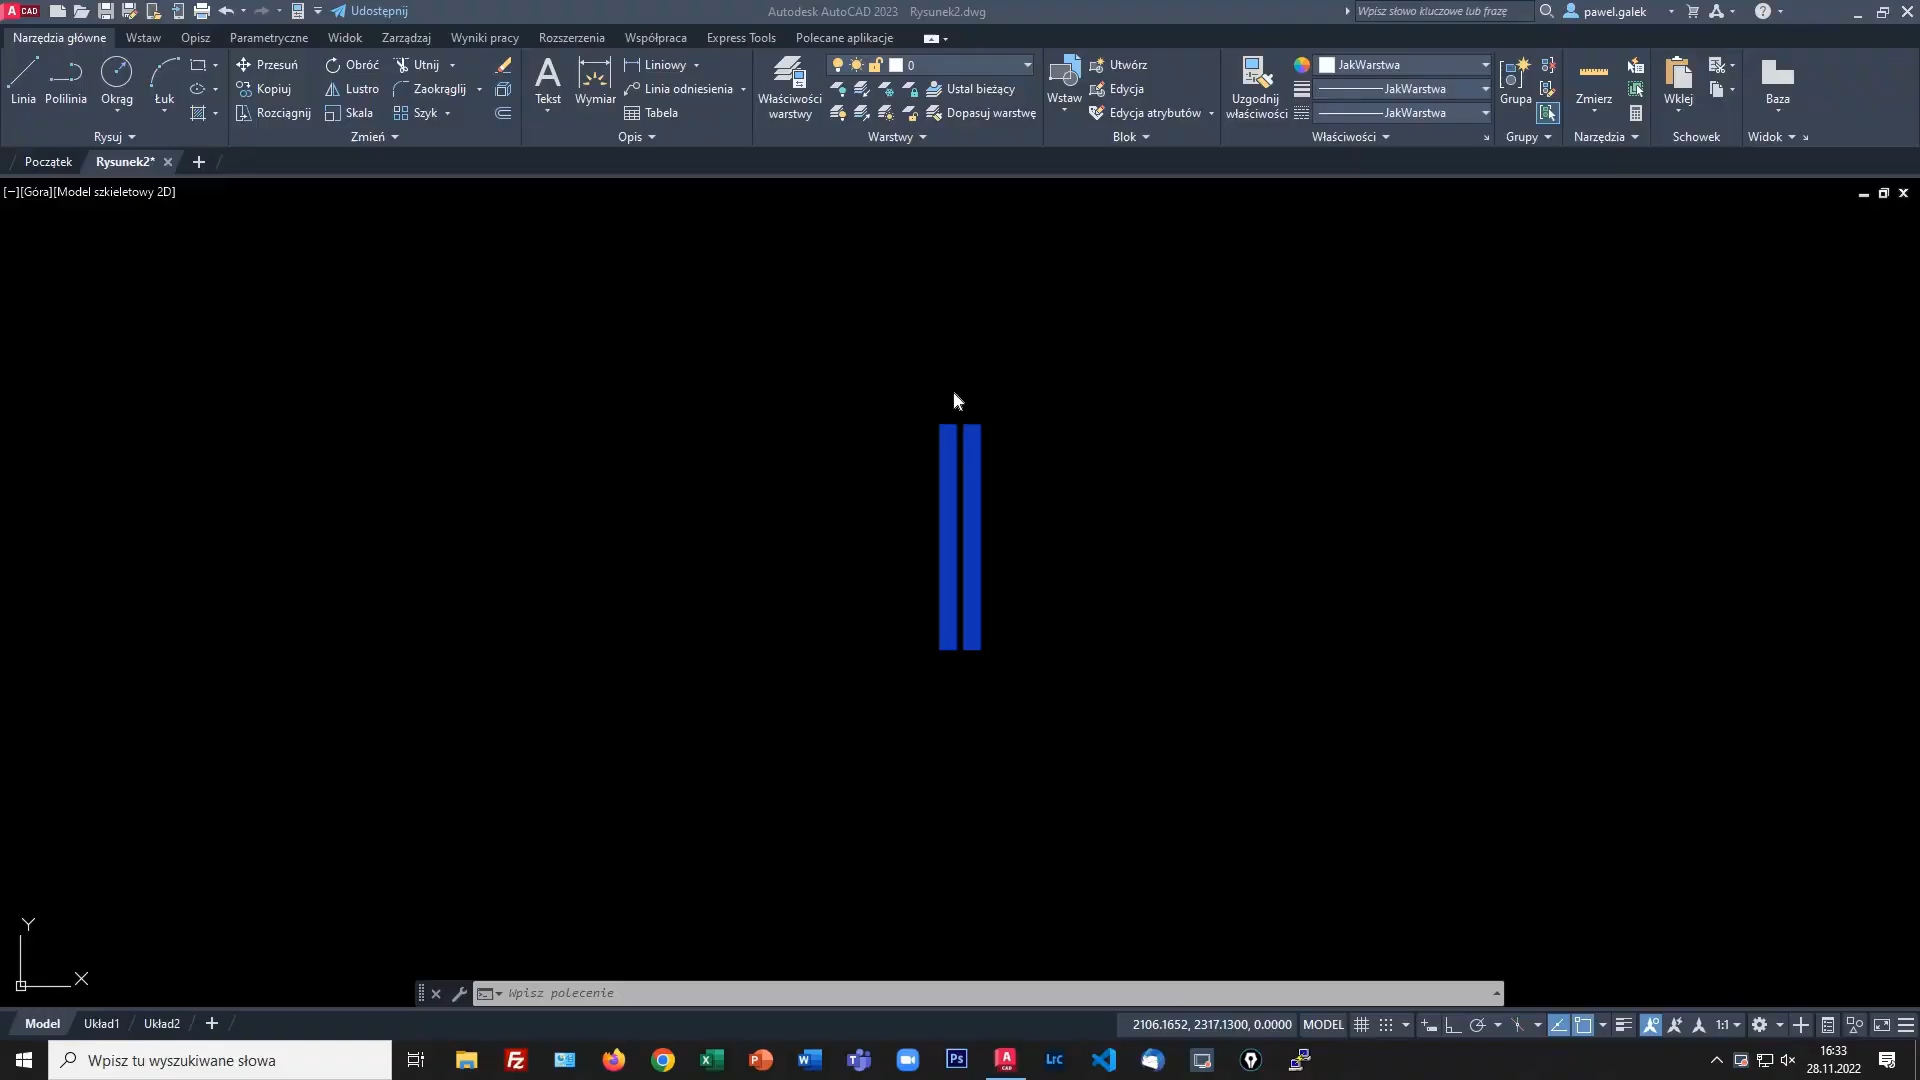 A CAD
Udostępnij
Autodesk AutoCAD 2023 Rysunek2.dwg
Wpisz słowo kluczowe lub frazę
pawel.galek
Narzędzia główne Wstaw Opisz Parametryczne Widok Zarządzaj Wyniki pracy Rozszerzenia Współpraca Express Tools Polecane aplikacje
Przesuń Obróć Utnij Liniowy 0 Utwórz JakWarstwa
Kopiuj Lustro Zaokrąglij Linia odniesienia Ustal bieżący Edycja JakWarstwa
Linia Polilinia Okrąg Łuk Tekst Wymiar Właściwości warstwy Wstaw Uzgodnij właściwości Grupa Zmierz Wklej Baza
Rozciągnij Skala Szyk Tabela Dopasuj warstwę Edycja atrybutów JakWarstwa
Rysuj Zmień Opis Warstwy Blok Właściwości Grupy Narzędzia Schowek Widok
Początek Rysunek2*
[−][Góra][Model szkieletowy 2D]
Y
X
Wpisz polecenie
Model Układ1 Układ2 2106.1652, 2317.1300, 0.0000 MODEL 1:1
Wpisz tu wyszukiwane słowa
Fz
Ps
A CAD
Lrc
16:33
28.11.2022